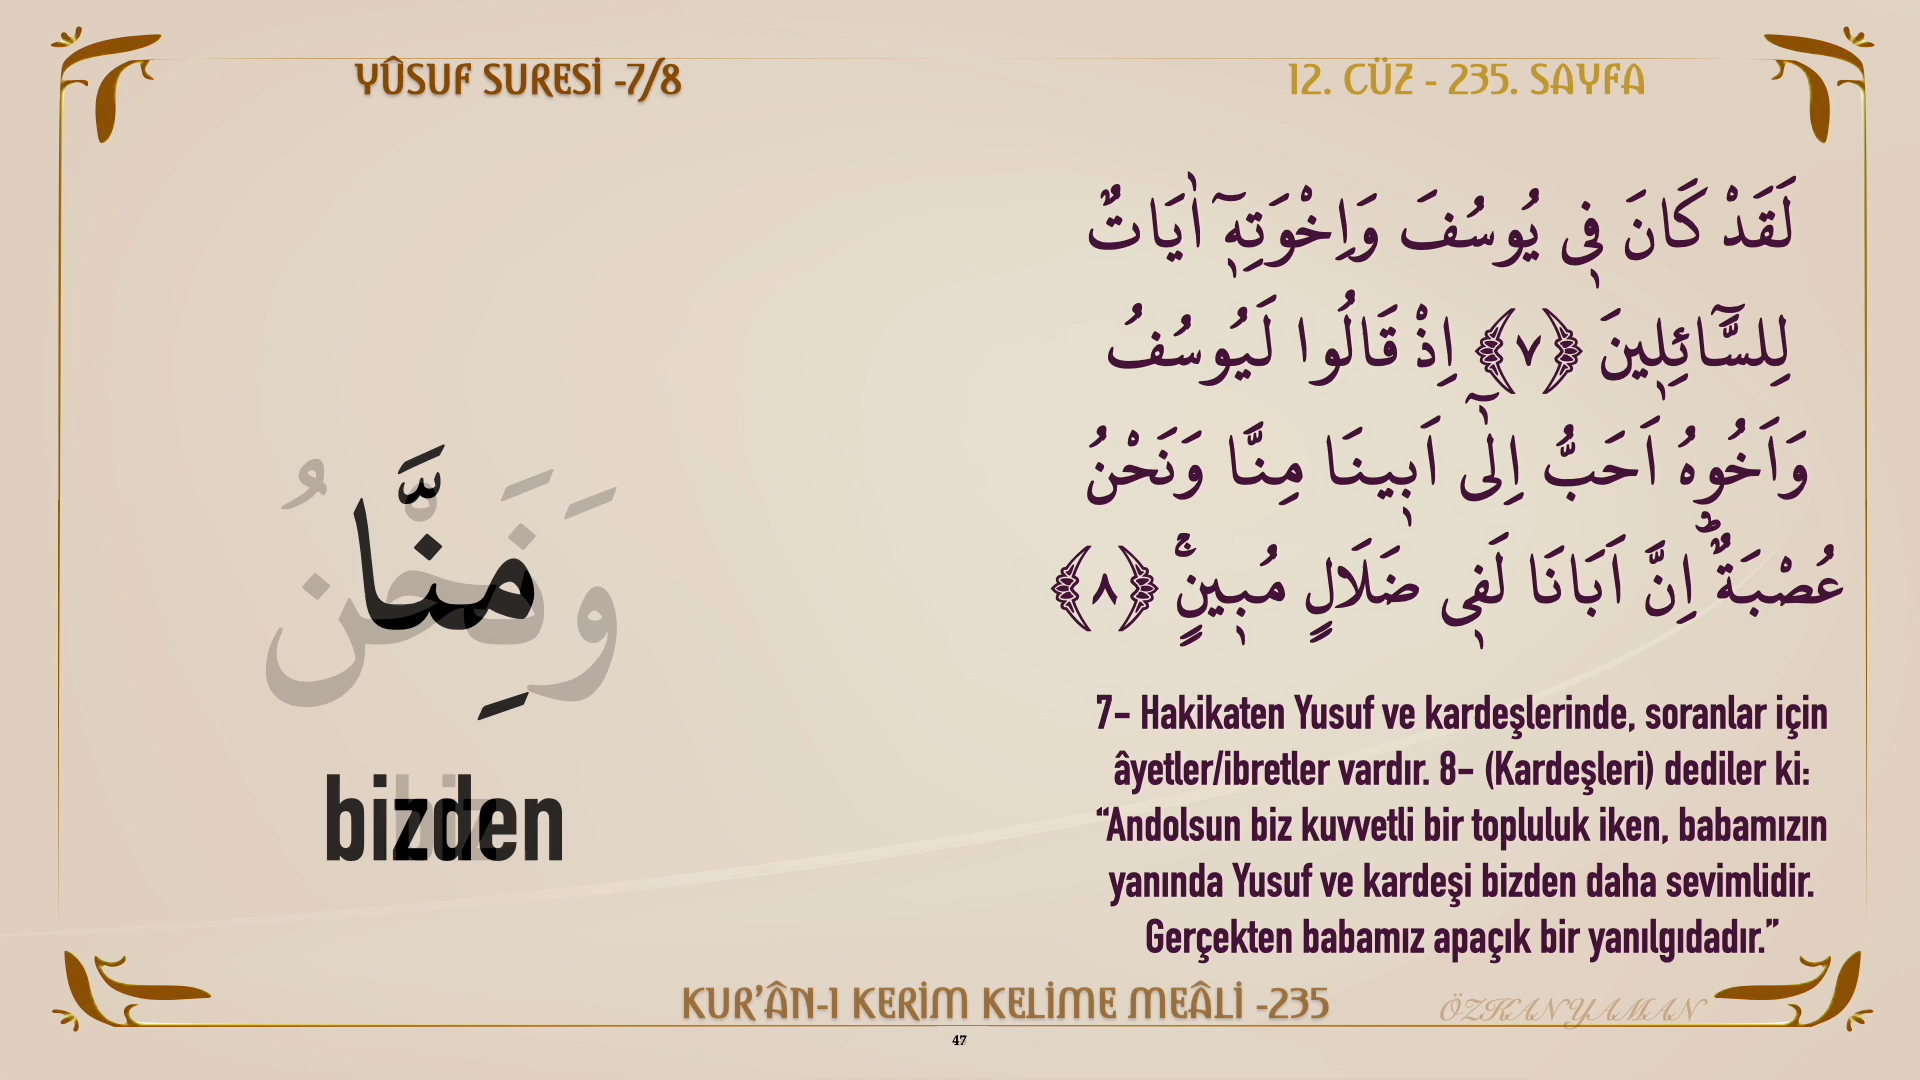 YÛSUF SURESİ -7/8
12. CÜZ - 235. SAYFA
لَقَدْ كَانَ فٖي يُوسُفَ وَاِخْوَتِهٖٓ اٰيَاتٌ
لِلسَّٓائِلٖينَ ﴿٧﴾ اِذْ قَالُوا لَيُوسُفُ
وَاَخُوهُ اَحَبُّ اِلٰٓى اَبٖينَا مِنَّا وَنَحْنُ
عُصْبَةٌؕ اِنَّ اَبَانَا لَفٖي ضَلَالٍ مُبٖينٍۚ ﴿٨﴾
مِنَّا
وَنَحْنُ
bizden
biz
7- Hakikaten Yusuf ve kardeşlerinde, soranlar için
âyetler/ibretler vardır. 8- (Kardeşleri) dediler ki:
“Andolsun biz kuvvetli bir topluluk iken, babamızın
yanında Yusuf ve kardeşi bizden daha sevimlidir.
Gerçekten babamız apaçık bir yanılgıdadır.”
KUR’ÂN-I KERİM KELİME MEÂLİ -235
ÖZKAN YAMAN
47